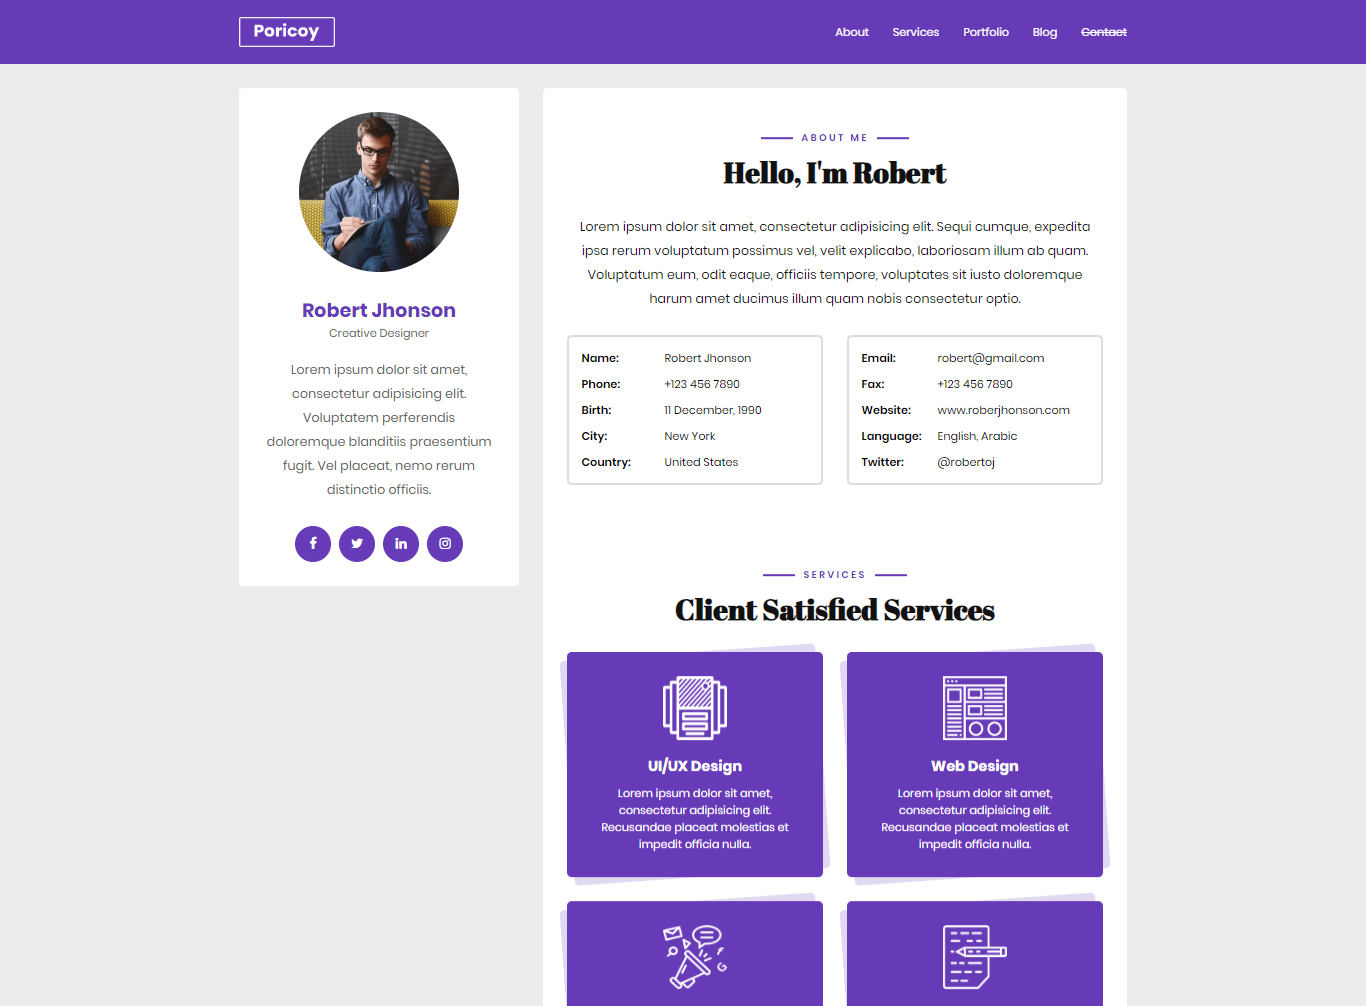 Poricoy
About Services Portfolio Blog Contact
Robert Jhonson
Creative Designer
Lorem ipsum dolor sit amet,
consectetur adipisicing elit.
Voluptatem perferendis
doloremque blanditiis praesentium
fugit. Vel placeat, nemo rerum
distinctio officiis.
ABOUT ME
Hello, I'm Robert
Lorem ipsum dolor sit amet, consectetur adipisicing elit. Sequi cumque, expedita
ipsa rerum voluptatum possimus vel, velit explicabo, laboriosam illum ab quam.
Voluptatum eum, odit eaque, officiis tempore, voluptates sit iusto doloremque
harum amet ducimus illum quam nobis consectetur optio.
Name: Robert Jhonson
Phone: +123 456 7890
Birth: 11 December, 1990
City: New York
Country: United States
Email: robert@gmail.com
Fax: +123 456 7890
Website: www.roberjhonson.com
Language: English, Arabic
Twitter: @robertoj
SERVICES
Client Satisfied Services
UI/UX Design
Lorem ipsum dolor sit amet,
consectetur adipisicing elit.
Recusandae placeat molestias et
impedit officia nulla.
Web Design
Lorem ipsum dolor sit amet,
consectetur adipisicing elit.
Recusandae placeat molestias et
impedit officia nulla.